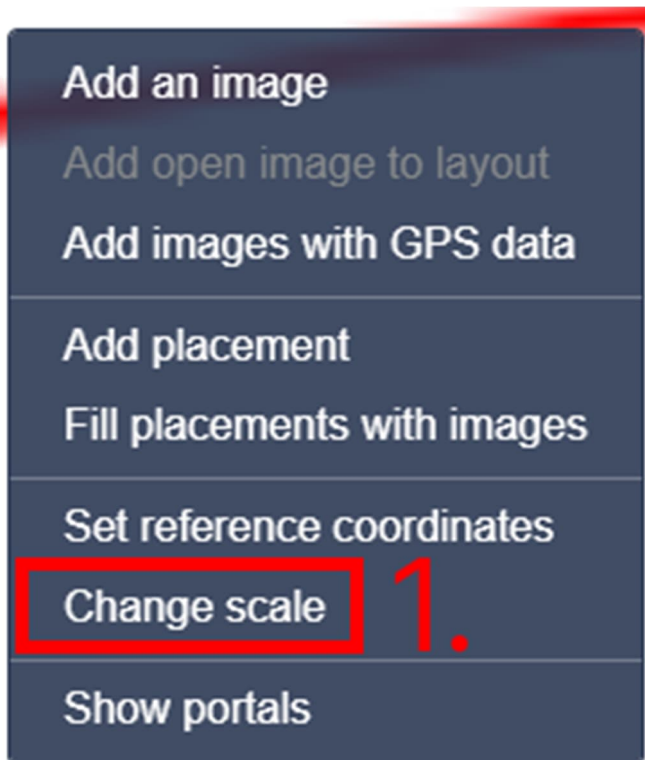 Add an image
Add open image to layout
Add images with GPS data
Add placement
Fill placements with images
Set reference coordinates
Change scale 1.
Show portals